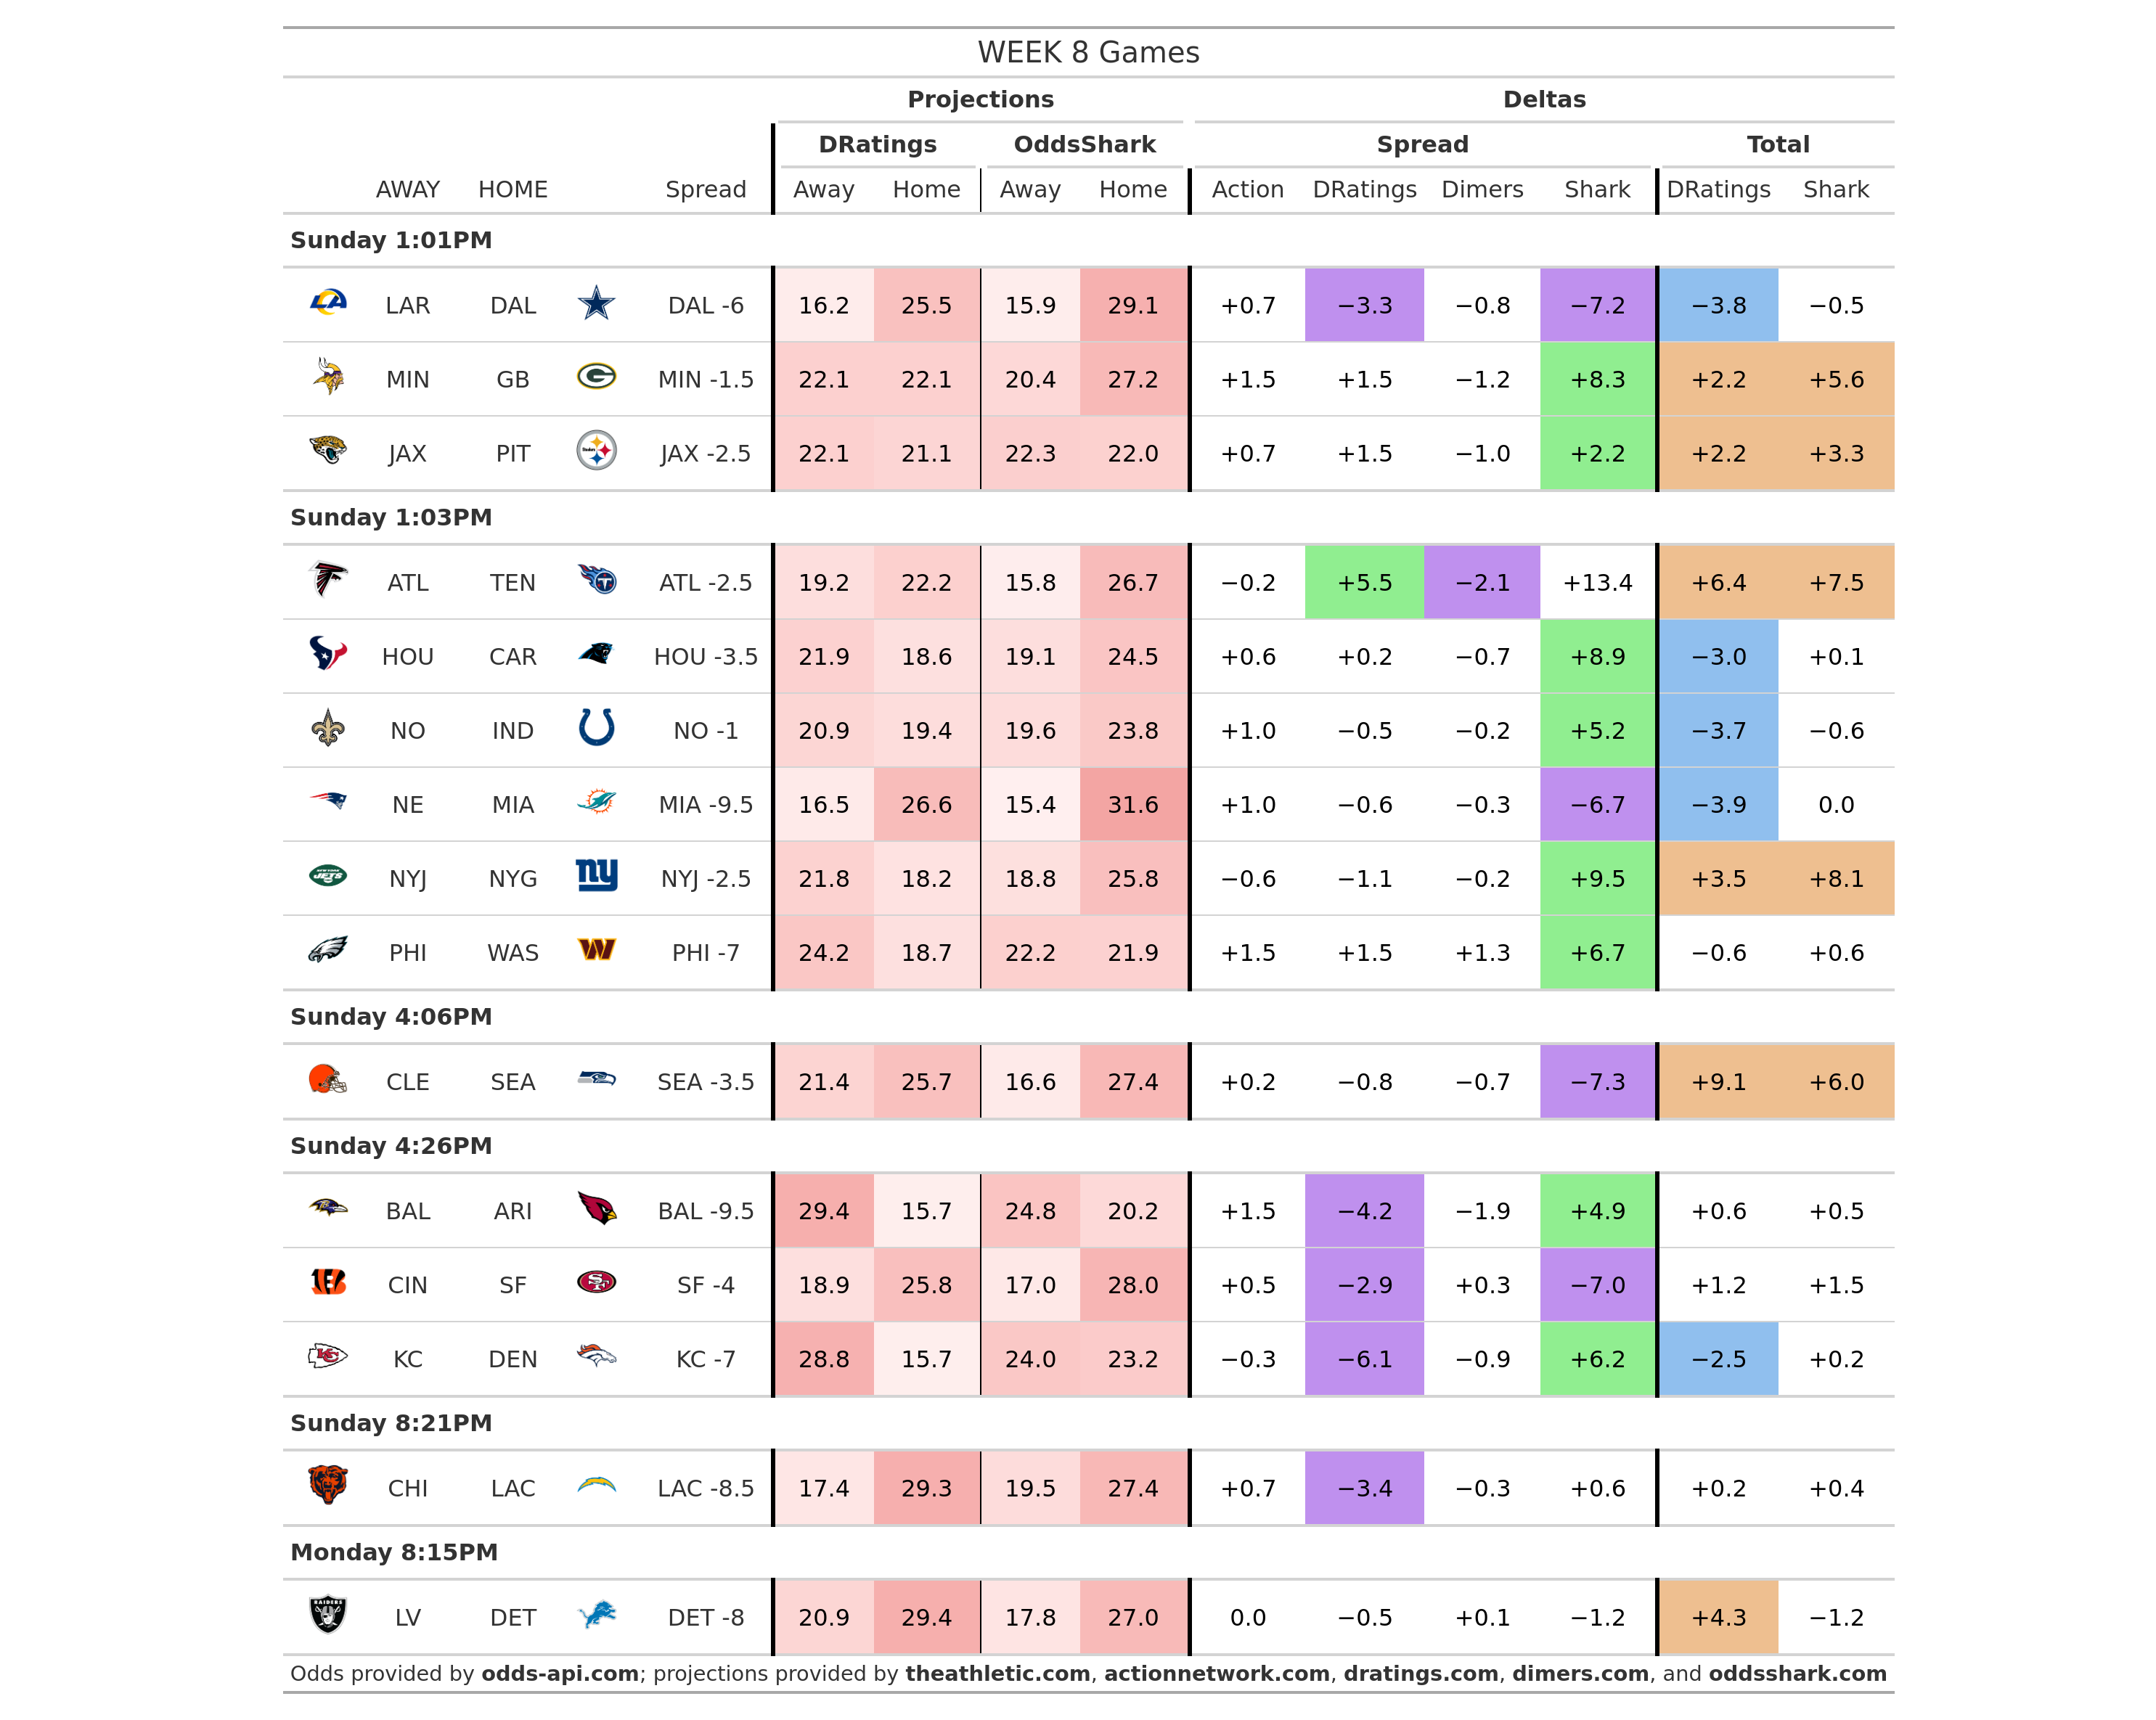 WEEK 8 Games
Projections Deltas
DRatings OddsShark Spread Total
AWAY HOME Spread Away Home Away Home Action DRatings Dimers Shark DRatings Shark
Sunday 1:01PM
LAR DAL DAL -6 16.2 25.5 15.9 29.1 +0.7 −3.3 −0.8 −7.2 −3.8 −0.5
MIN GB MIN -1.5 22.1 22.1 20.4 27.2 +1.5 +1.5 −1.2 +8.3 +2.2 +5.6
JAX PIT JAX -2.5 22.1 21.1 22.3 22.0 +0.7 +1.5 −1.0 +2.2 +2.2 +3.3
Sunday 1:03PM
ATL TEN ATL -2.5 19.2 22.2 15.8 26.7 −0.2 +5.5 −2.1 +13.4 +6.4 +7.5
HOU CAR HOU -3.5 21.9 18.6 19.1 24.5 +0.6 +0.2 −0.7 +8.9 −3.0 +0.1
NO IND NO -1 20.9 19.4 19.6 23.8 +1.0 −0.5 −0.2 +5.2 −3.7 −0.6
NE MIA MIA -9.5 16.5 26.6 15.4 31.6 +1.0 −0.6 −0.3 −6.7 −3.9 0.0
JETS NYJ NYG ny NYJ -2.5 21.8 18.2 18.8 25.8 −0.6 −1.1 −0.2 +9.5 +3.5 +8.1
PHI WAS W PHI -7 24.2 18.7 22.2 21.9 +1.5 +1.5 +1.3 +6.7 −0.6 +0.6
Sunday 4:06PM
CLE SEA SEA -3.5 21.4 25.7 16.6 27.4 +0.2 −0.8 −0.7 −7.3 +9.1 +6.0
Sunday 4:26PM
BAL ARI BAL -9.5 29.4 15.7 24.8 20.2 +1.5 −4.2 −1.9 +4.9 +0.6 +0.5
CIN SF SF SF -4 18.9 25.8 17.0 28.0 +0.5 −2.9 +0.3 −7.0 +1.2 +1.5
KC KC DEN KC -7 28.8 15.7 24.0 23.2 −0.3 −6.1 −0.9 +6.2 −2.5 +0.2
Sunday 8:21PM
CHI LAC LAC -8.5 17.4 29.3 19.5 27.4 +0.7 −3.4 −0.3 +0.6 +0.2 +0.4
Monday 8:15PM
RAIDERS LV DET DET -8 20.9 29.4 17.8 27.0 0.0 −0.5 +0.1 −1.2 +4.3 −1.2
Odds provided by odds-api.com; projections provided by theathletic.com, actionnetwork.com, dratings.com, dimers.com, and oddsshark.com